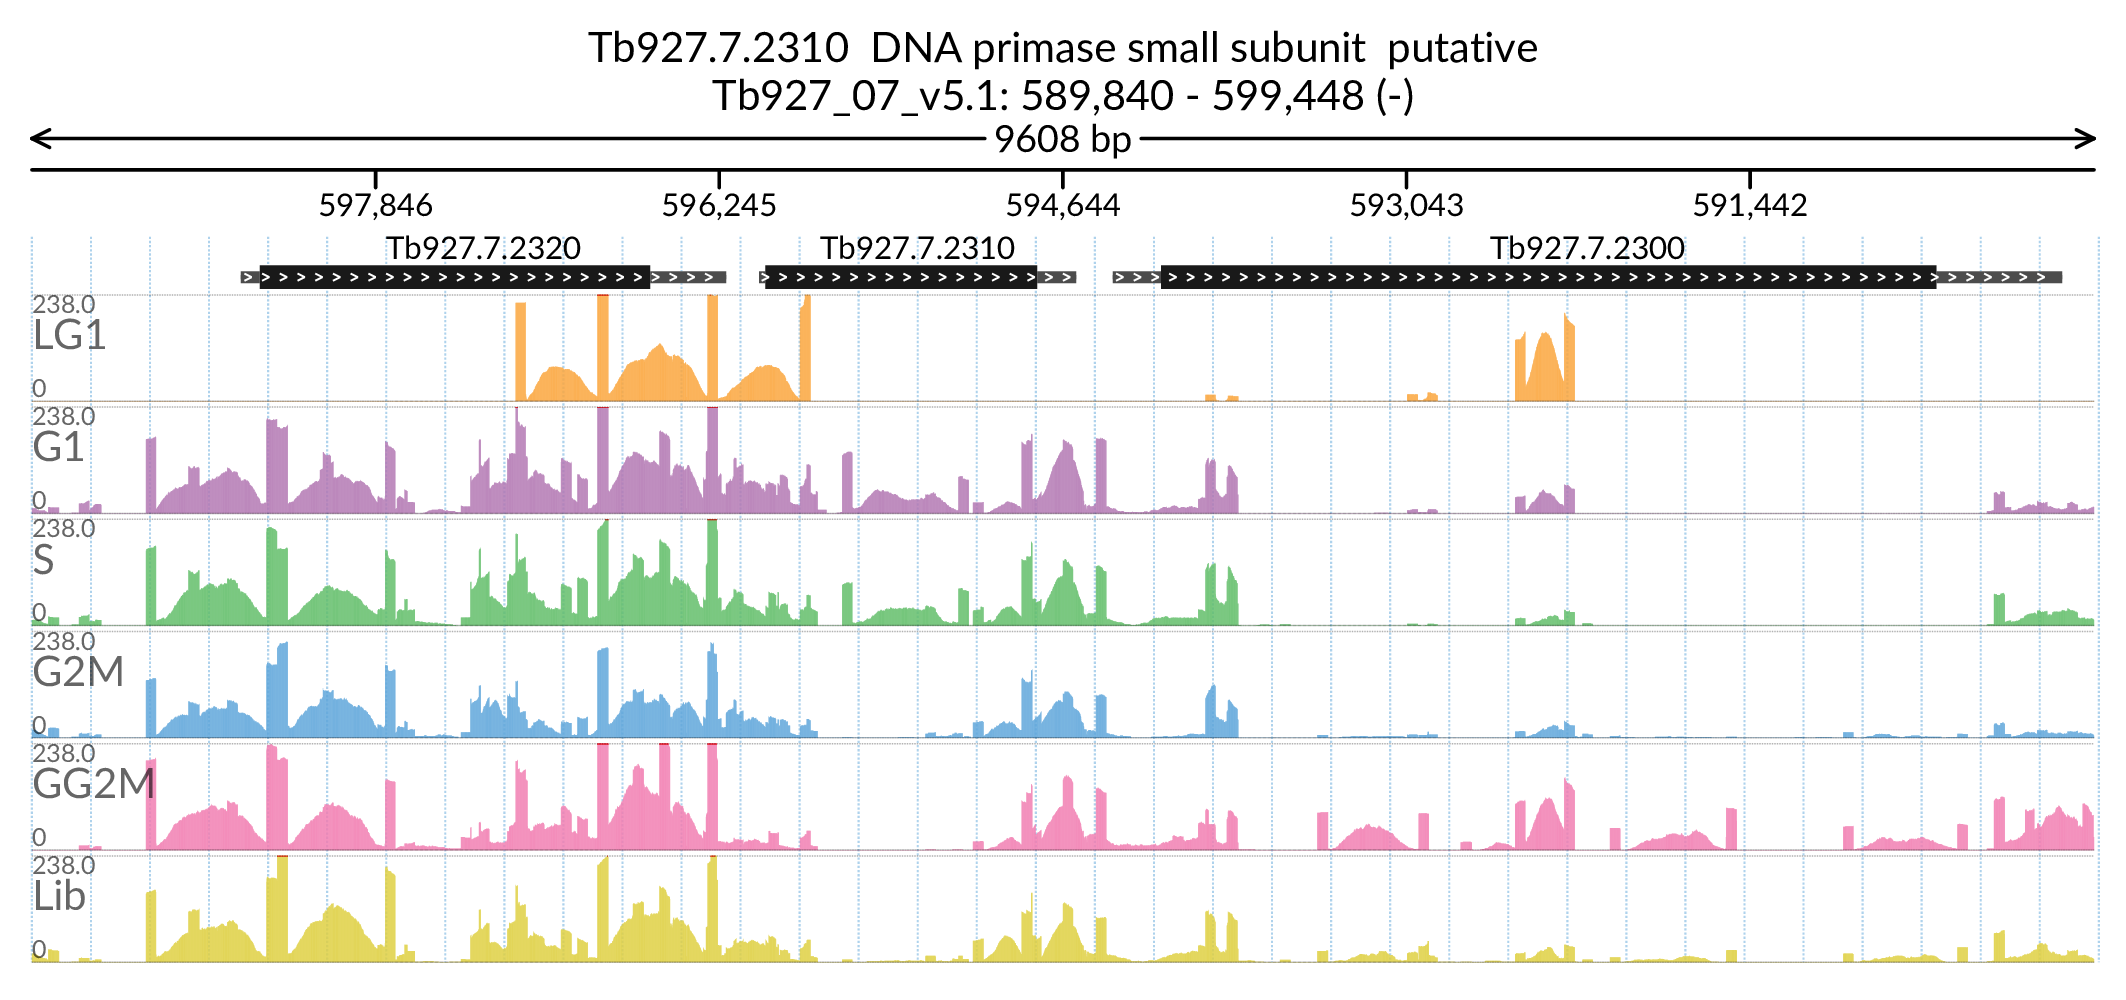 Tb927.7.2310  DNA primase small subunit  putative
Tb927_07_v5.1: 589,840 - 599,448 (-)
9608 bp
597,846 596,245 594,644 593,043 591,442
Tb927.7.2320 Tb927.7.2310 Tb927.7.2300
238.0
LG1
0
238.0
G1
0
238.0
S
0
238.0
G2M
0
238.0
GG2M
0
238.0
Lib
0